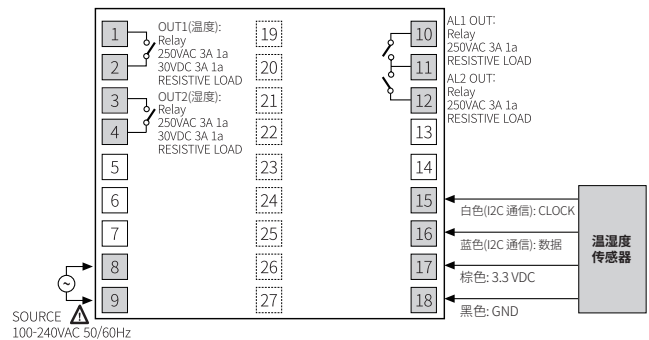 1
2
3
4
5
6
7
8
9
OUT1(温度):
Relay
250VAC 3A 1a
30VDC 3A 1a
RESISTIVE LOAD
OUT2(湿度):
Relay
250VAC 3A 1a
30VDC 3A 1a
RESISTIVE LOAD
SOURCE
100-240VAC 50/60Hz
19
20
21
22
23
24
25
26
27
10
11
12
13
14
15
16
17
18
AL1 OUT:
Relay
250VAC 3A 1a
RESISTIVE LOAD
AL2 OUT:
Relay
250VAC 3A 1a
RESISTIVE LOAD
白色(I2C 通信): CLOCK
蓝色(I2C 通信): 数据
棕色: 3.3 VDC
黑色: GND
温湿度
传感器